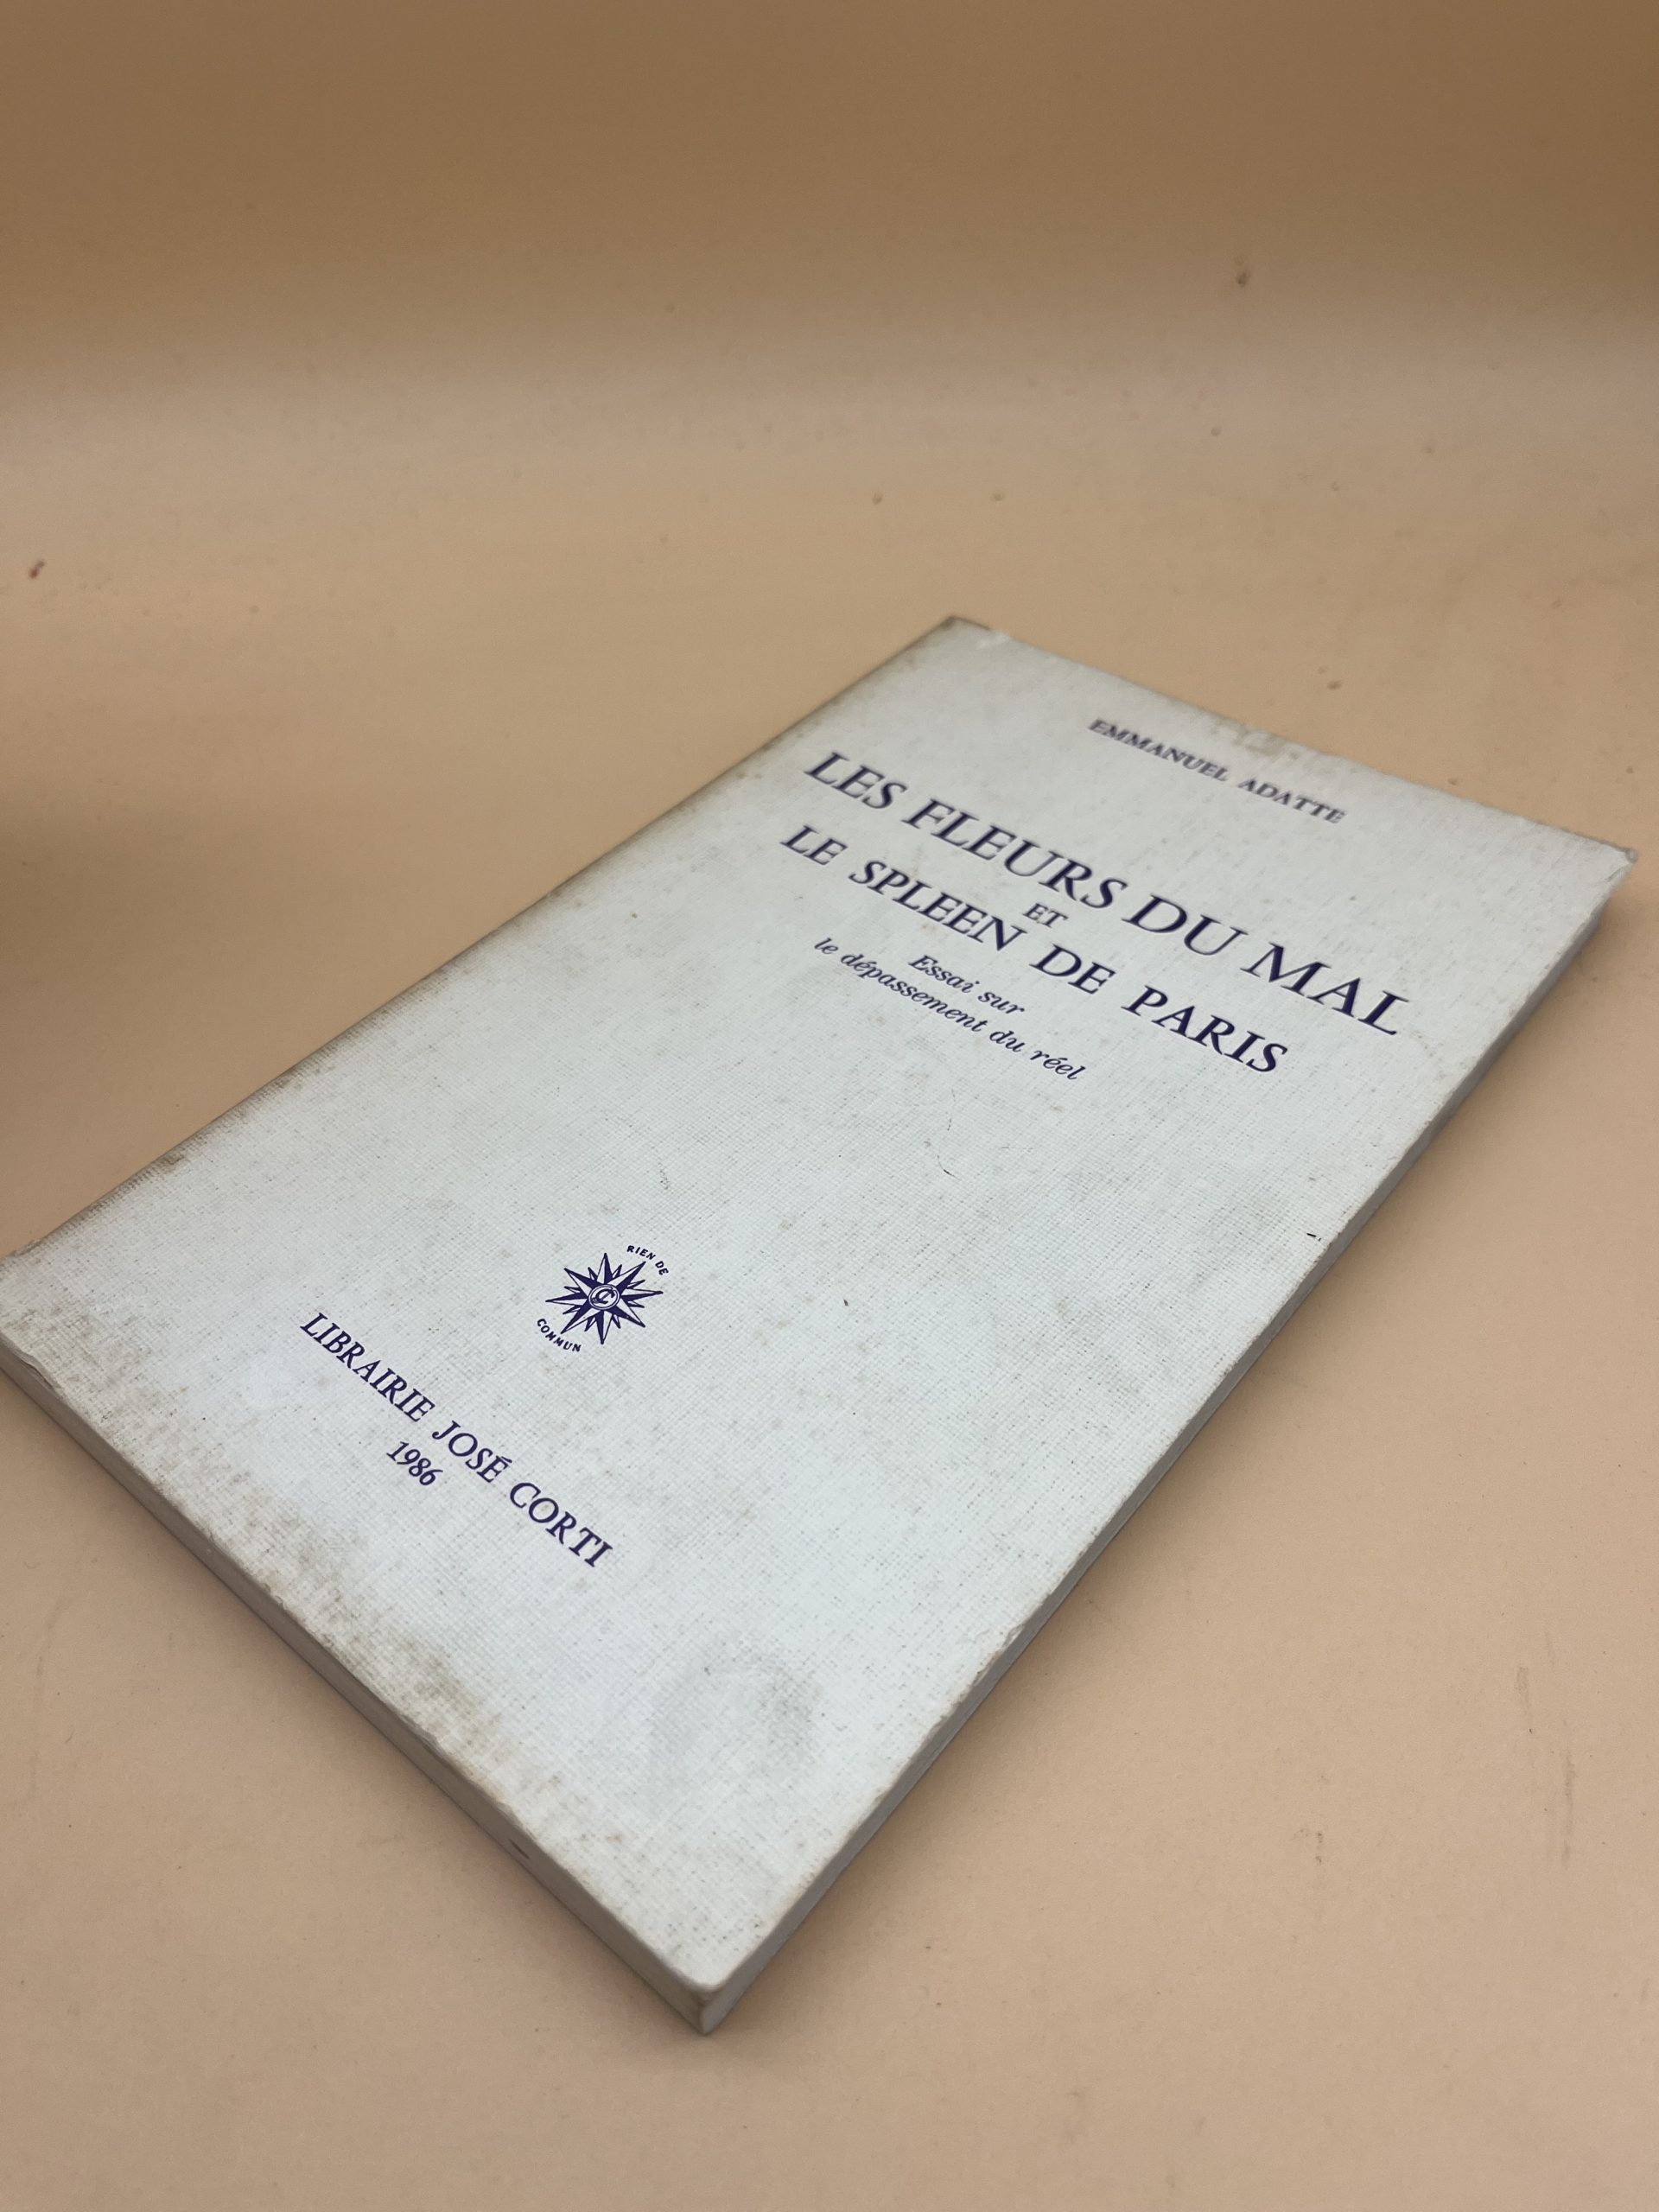 EMMANUEL ADATTE
LES FLEURS DU MAL
ET
LE SPLEEN DE PARIS
Essai sur
le dépassement du réel
RIEN DE
COMMUN
LIBRAIRIE JOSÉ CORTI
1986